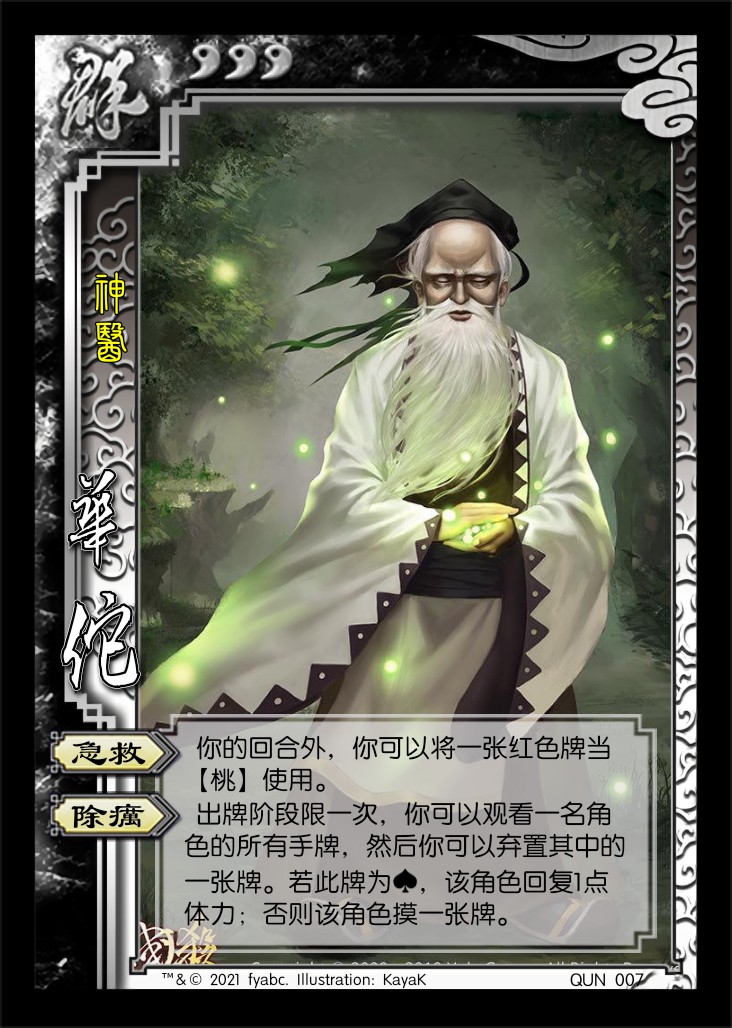 群
神醫
華佗
急救
你的回合外，你可以将一张红色牌当
【桃】使用。
除癘
出牌阶段限一次，你可以观看一名角
色的所有手牌，然后你可以弃置其中的
一张牌。若此牌为♠，该角色回复1点
体力；否则该角色摸一张牌。
™&© 2021 fyabc. Illustration: KayaK
QUN 007